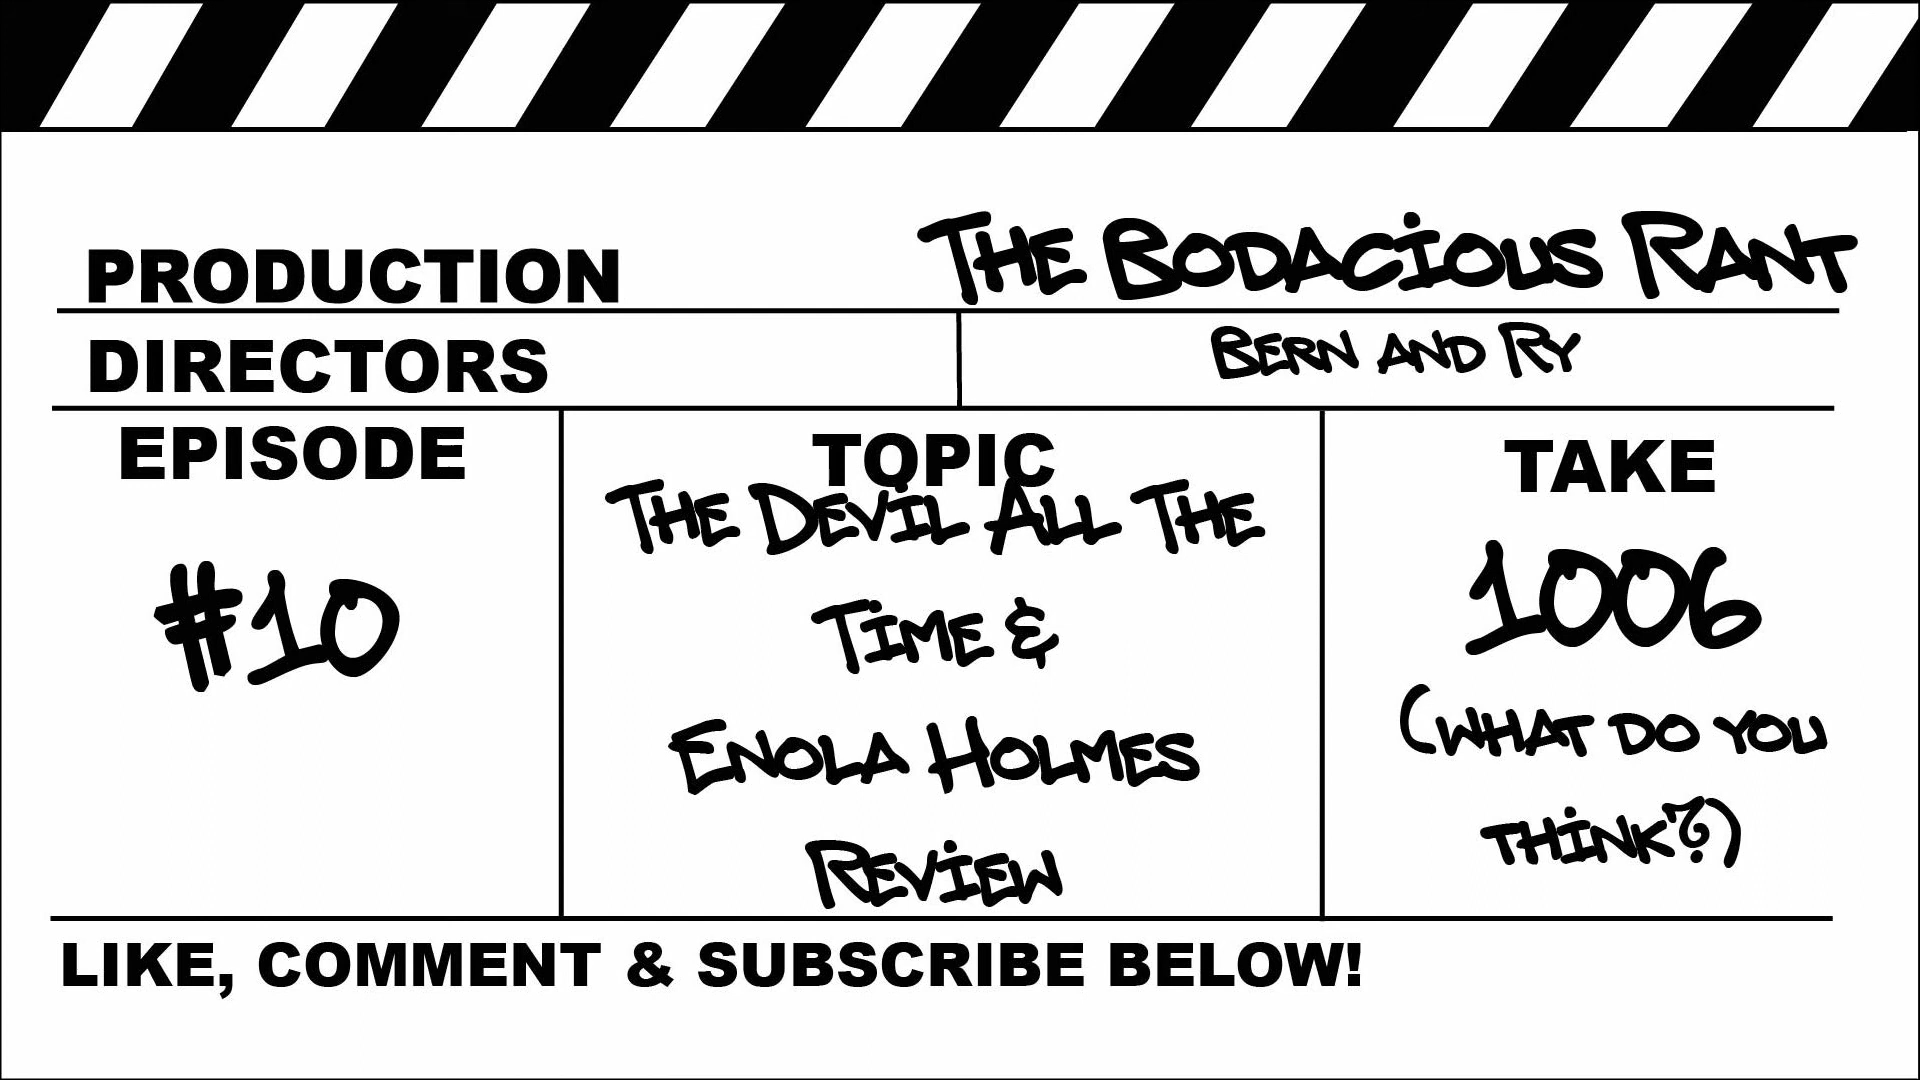 PRODUCTION The Bodacious Rant
DIRECTORS Bern and Ry
EPISODE
#10
TOPIC
The Devil All The
Time &
Enola Holmes
Review
TAKE
1006
(what do you
think?)
LIKE, COMMENT & SUBSCRIBE BELOW!